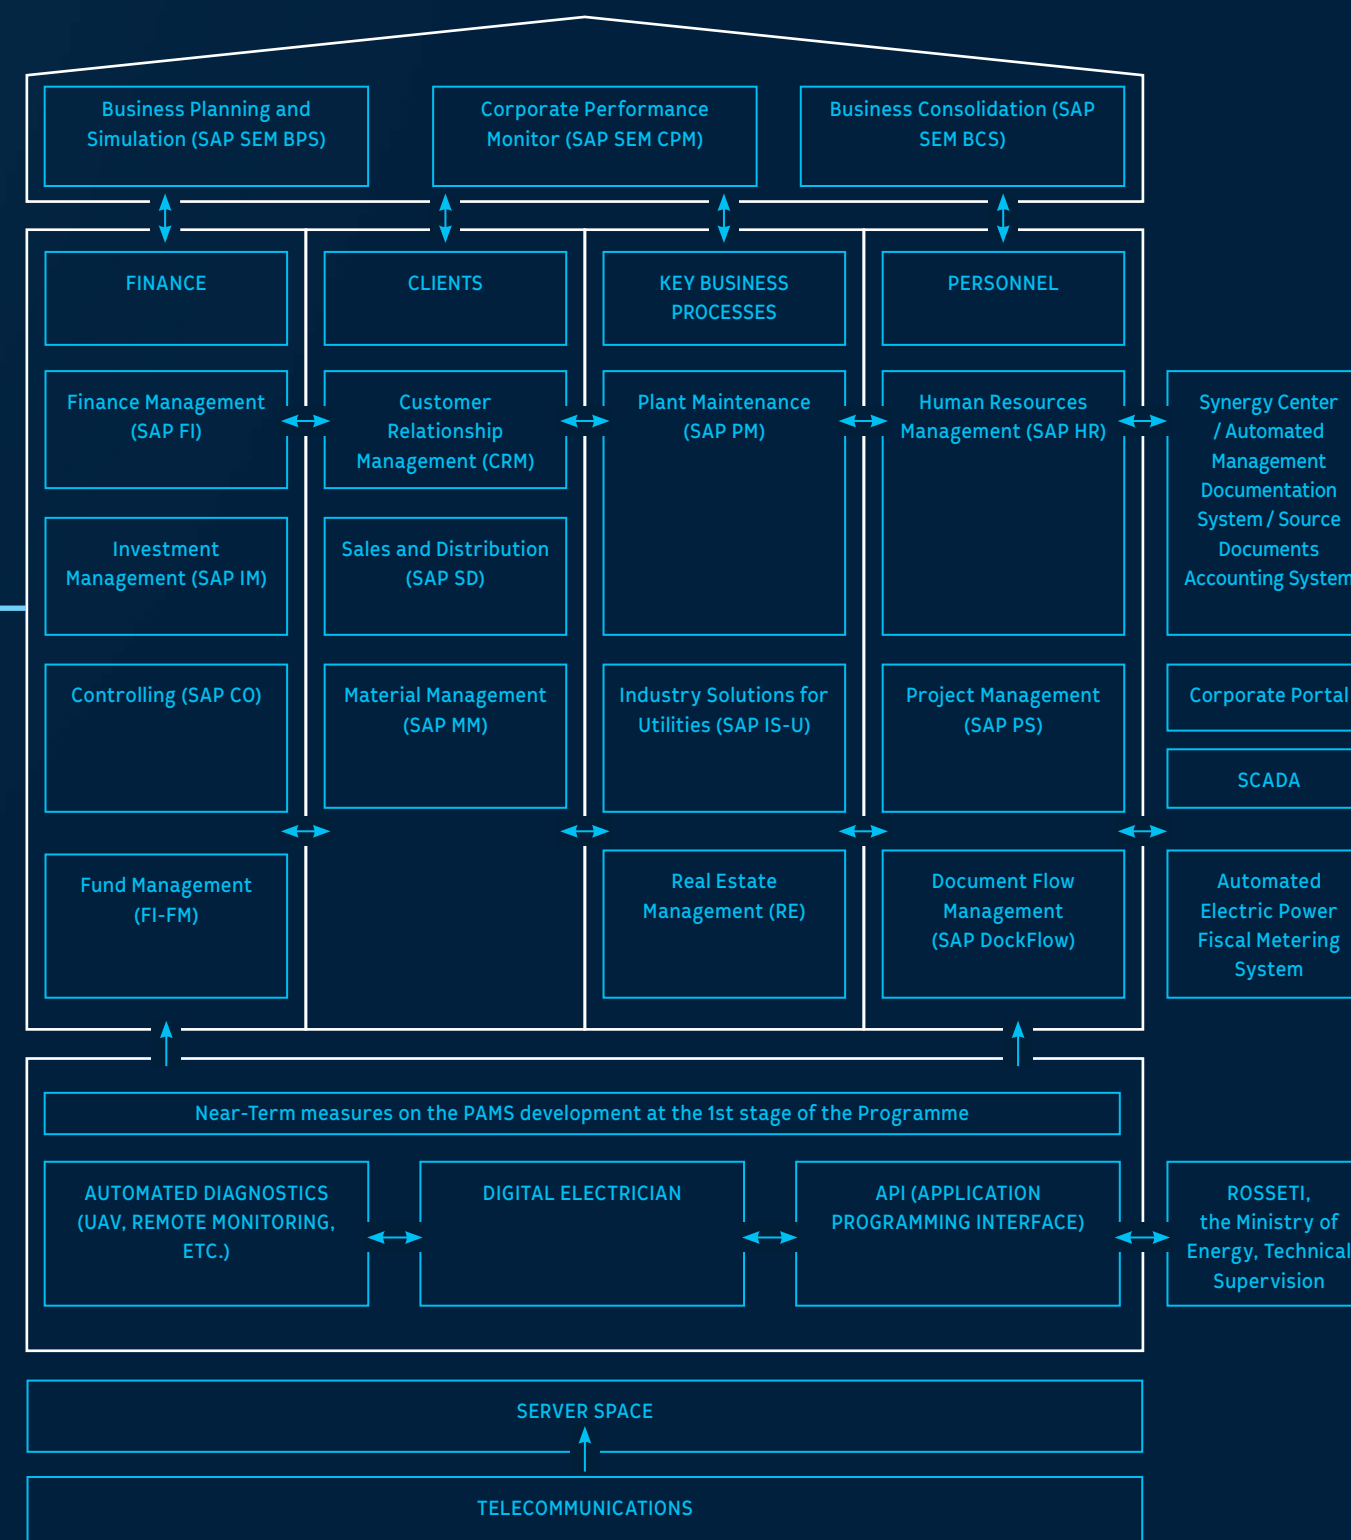 Business Planning and
Simulation (SAP SEM BPS)
Corporate Performance
Monitor (SAP SEM CPM)
Business Consolidation (SAP
SEM BCS)
FINANCE
CLIENTS
KEY BUSINESS
PROCESSES
PERSONNEL
Finance Management
(SAP FI)
Customer
Relationship
Management (CRM)
Plant Maintenance
(SAP PM)
Human Resources
Management (SAP HR)
Synergy Center
/ Automated
Management
Documentation
System / Source
Documents
Accounting System
Investment
Management (SAP IM)
Sales and Distribution
(SAP SD)
Controlling (SAP CO)
Material Management
(SAP MM)
Industry Solutions for
Utilities (SAP IS-U)
Project Management
(SAP PS)
Corporate Portal
SCADA
Fund Management
(FI-FM)
Real Estate
Management (RE)
Document Flow
Management
(SAP DockFlow)
Automated
Electric Power
Fiscal Metering
System
Near-Term measures on the PAMS development at the 1st stage of the Programme
AUTOMATED DIAGNOSTICS
(UAV, REMOTE MONITORING,
ETC.)
DIGITAL ELECTRICIAN
API (APPLICATION
PROGRAMMING INTERFACE)
ROSSETI,
the Ministry of
Energy, Technical
Supervision
SERVER SPACE
TELECOMMUNICATIONS